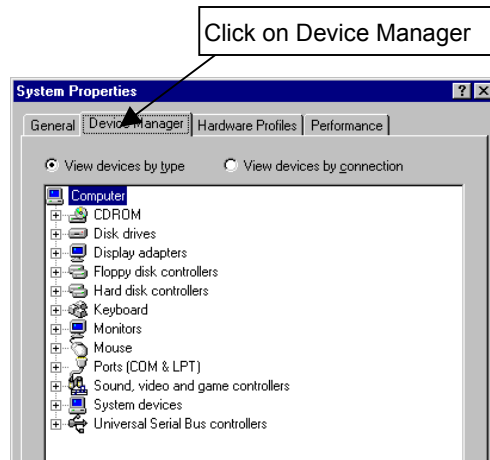 Click on Device Manager
System Properties
General Device Manager Hardware Profiles Performance
View devices by type View devices by connection
Computer
CDROM
Disk drives
Display adapters
Floppy disk controllers
Hard disk controllers
Keyboard
Monitors
Mouse
Ports (COM & LPT)
Sound, video and game controllers
System devices
Universal Serial Bus controllers